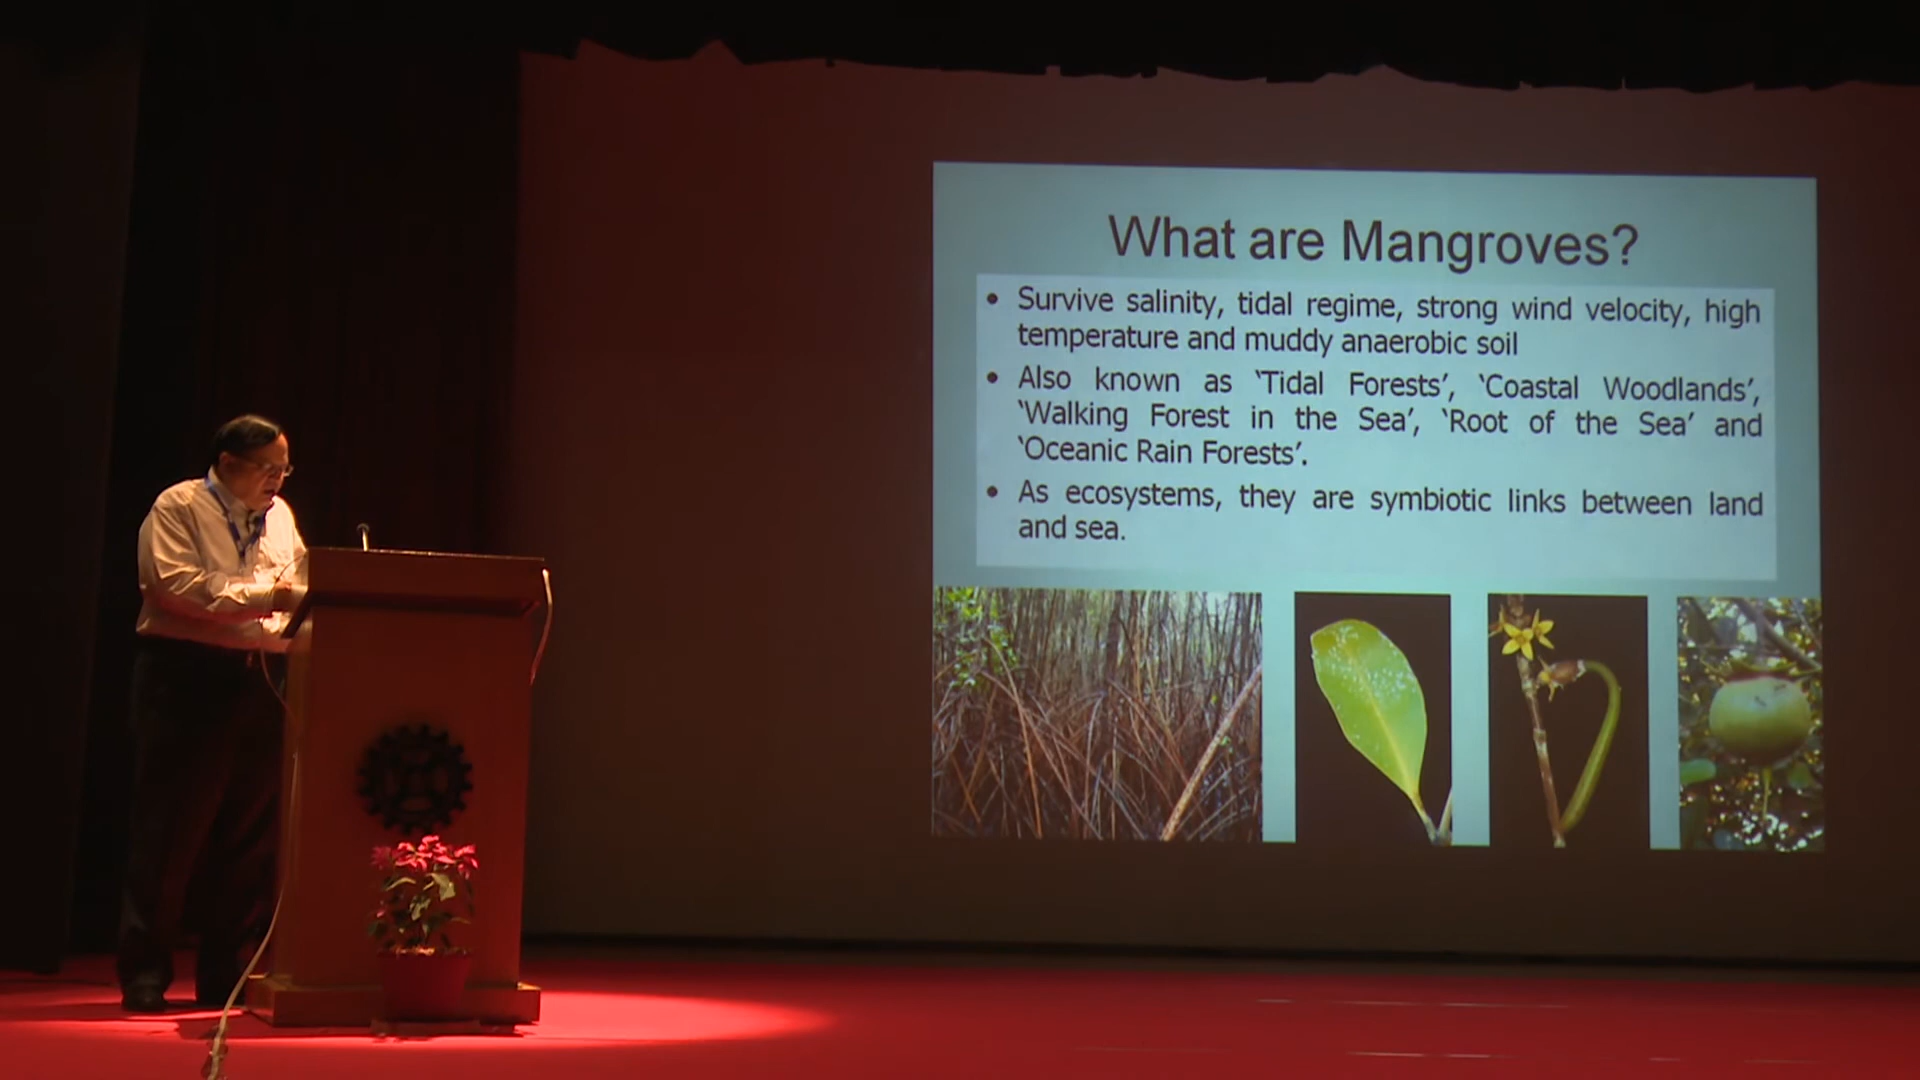 What are Mangroves?
• Survive salinity, tidal regime, strong wind velocity, high
temperature and muddy anaerobic soil
• Also known as ‘Tidal Forests’, ‘Coastal Woodlands’,
‘Walking Forest in the Sea’, ‘Root of the Sea’ and
‘Oceanic Rain Forests’.
• As ecosystems, they are symbiotic links between land
and sea.